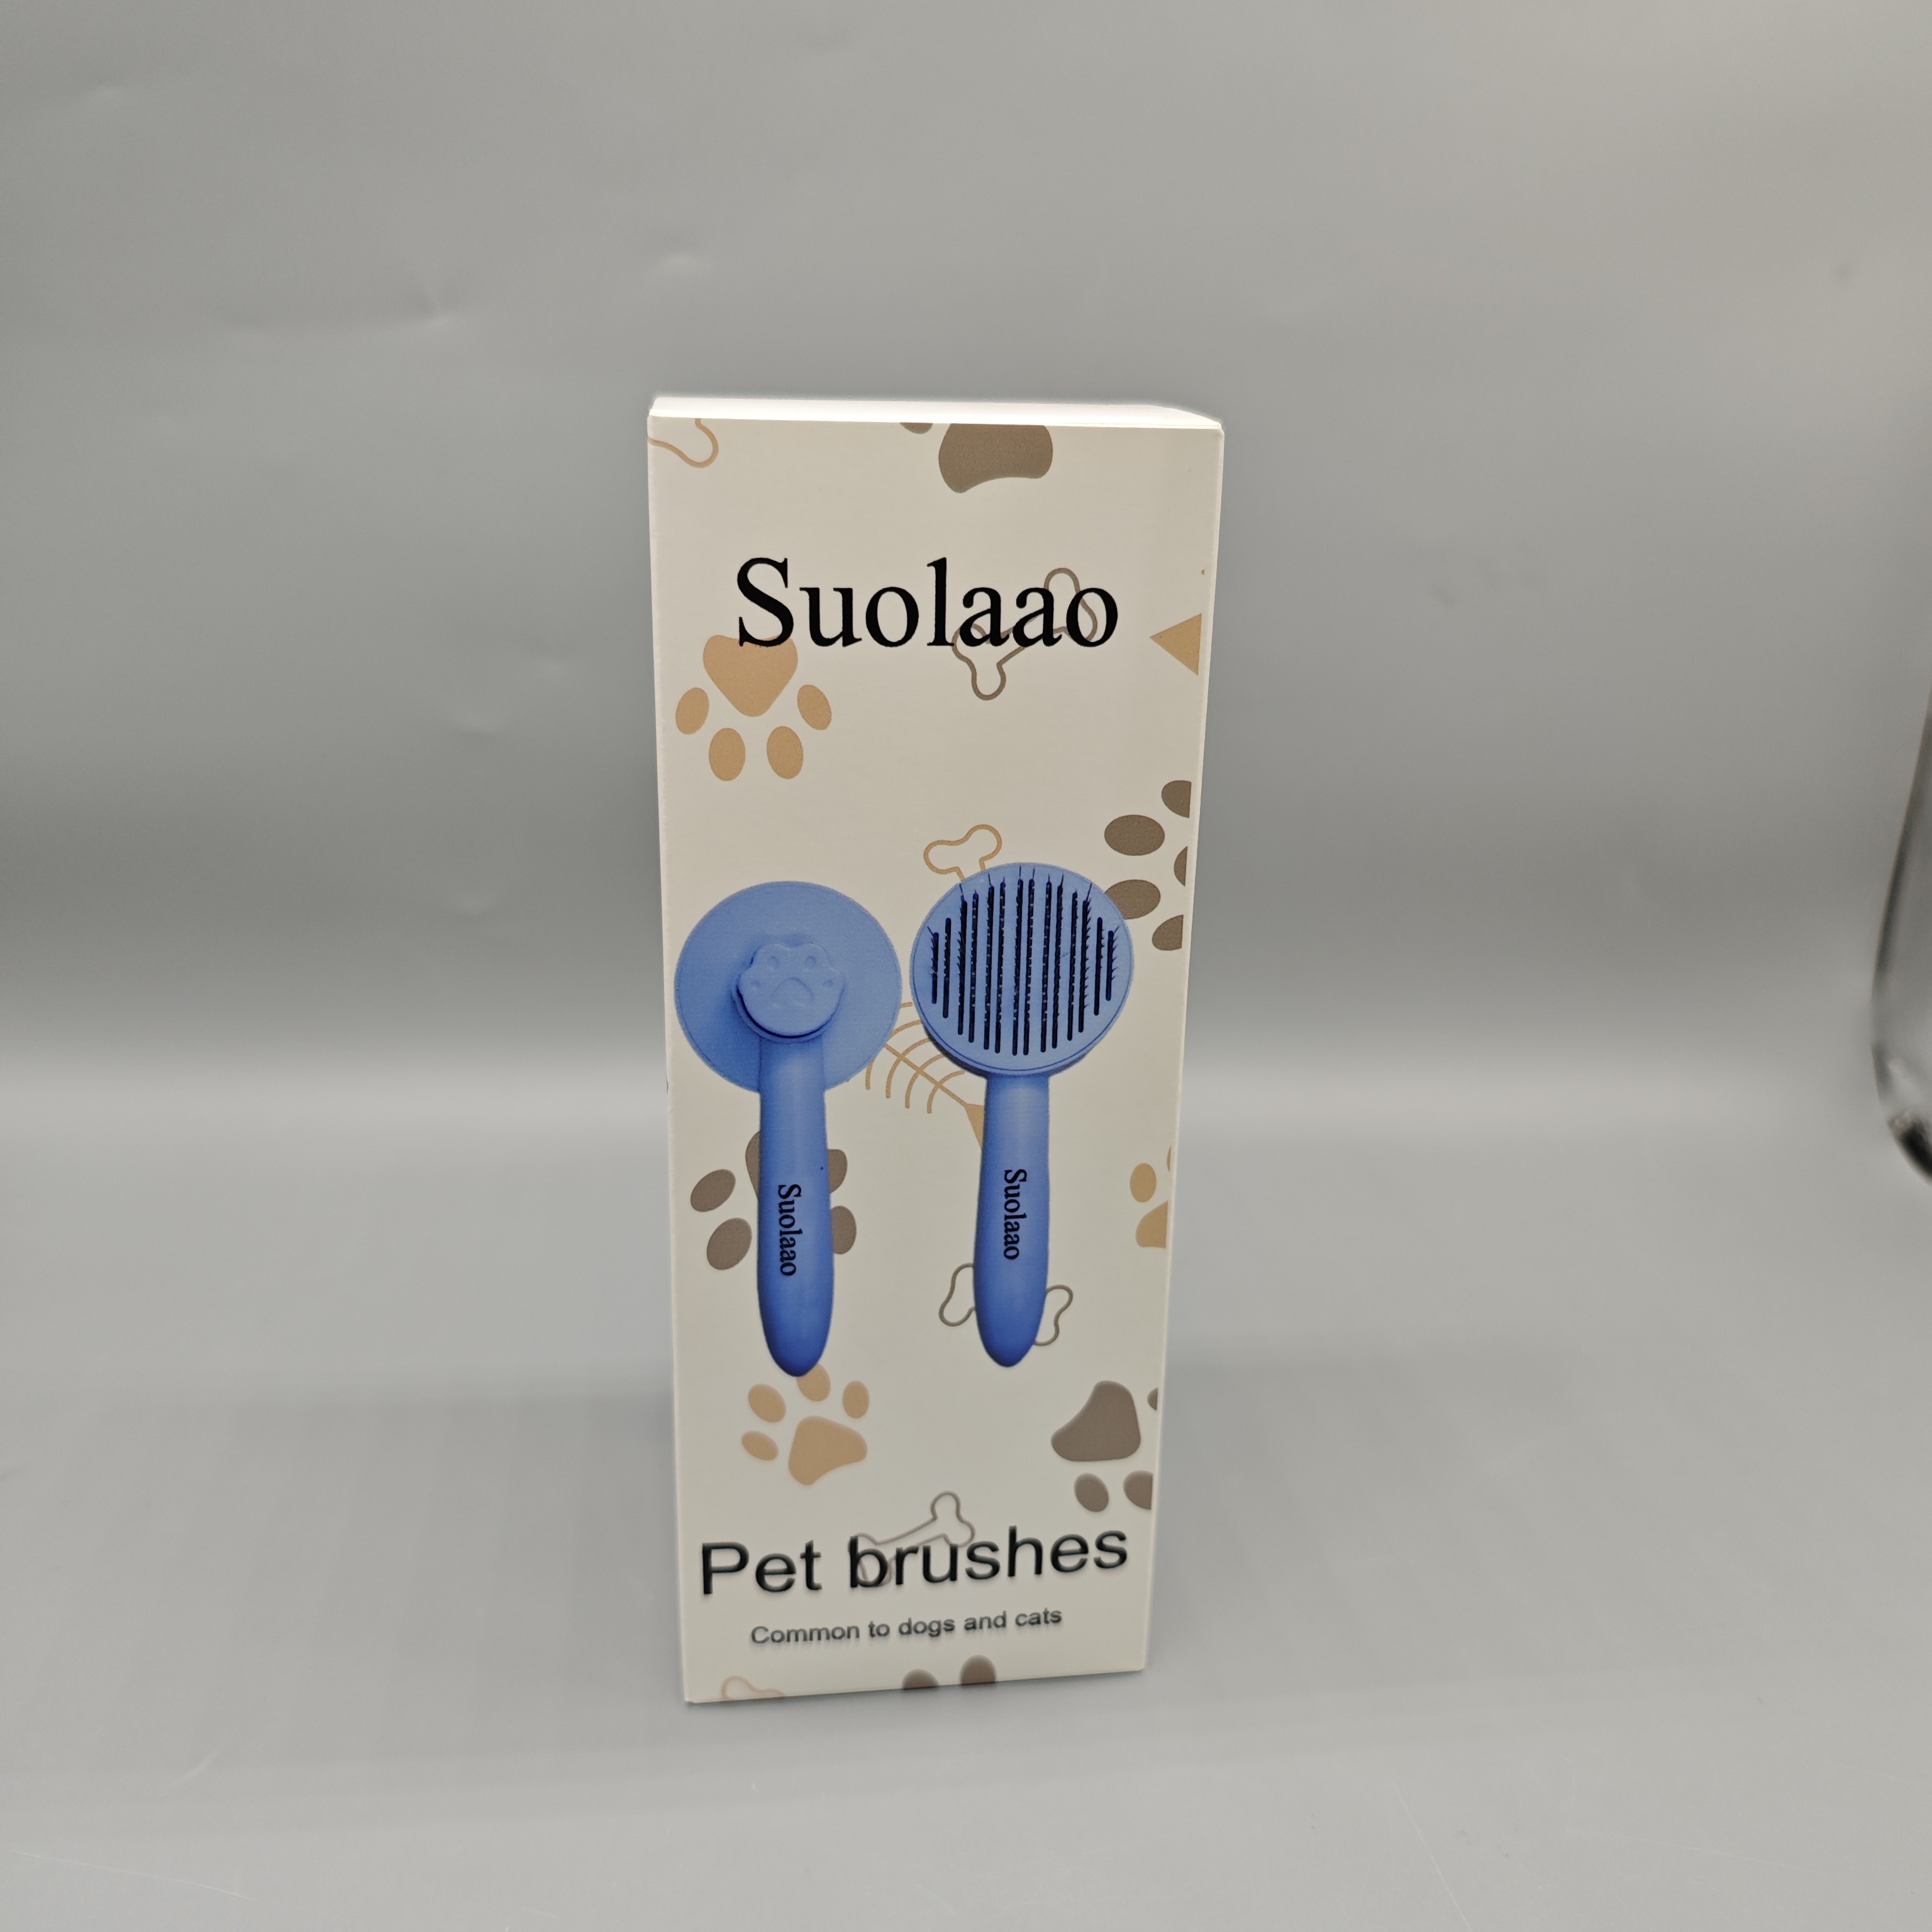 Suolaao
Suolaao
Suolaao
Pet brushes
Common to dogs and cats